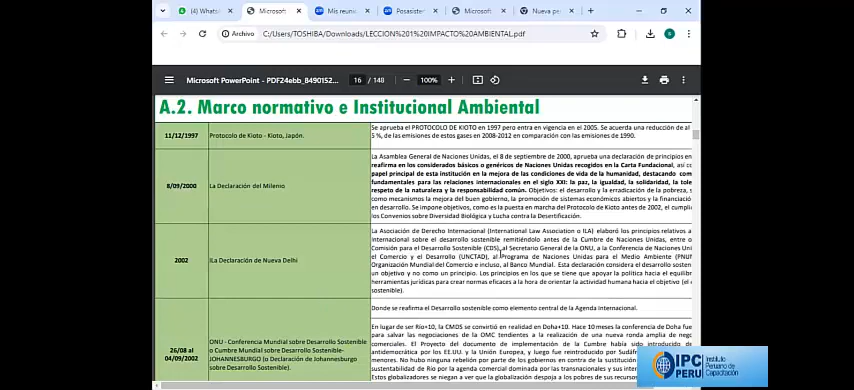 (4) Whats
Microsoft
Mis reuni
Posasiste
Microsoft
Nueva pe
Archivo C:/Users/TOSHIBA/Downloads/LECCION%201%20IMPACTO%20AMBIENTAL.pdf
Microsoft PowerPoint - PDF24ebb_8490152... 16 / 148 100%
A.2. Marco normativo e Institucional Ambiental
11/12/1997
Protocolo de Kioto - Kioto, Japón.
Se aprueba el PROTOCOLO DE KIOTO en 1997 pero entra en vigencia en el 2005. Se acuerda una reducción de al
5 %, de las emisiones de estos gases en 2008-2012 en comparación con las emisiones de 1990.
8/09/2000
La Declaración del Milenio
La Asamblea General de Naciones Unidas, el 8 de septiembre de 2000, aprueba una declaración de principios en
reafirma en los considerados básicos o genéricos de Naciones Unidas recogidos en la Carta Fundacional, así co
papel principal de esta institución en la mejora de las condiciones de vida de la humanidad, destacando com
fundamentales para las relaciones internacionales en el siglo XXI: la paz, la igualdad, la solidaridad, la tole
respeto de la naturaleza y la responsabilidad común. Objetivos: el desarrollo y la erradicación de la pobreza, s
como mecanismos la mejora del buen gobierno, la promoción de sistemas económicos abiertos y la financiació
en desarrollo. Se impone objetivos, como es la puesta en marcha del Protocolo de Kioto antes de 2002, el cumpli
los Convenios sobre Diversidad Biológica y Lucha contra la Desertificación.
2002
ILa Declaración de Nueva Delhi
La Asociación de Derecho Internacional (International Law Association o ILA) elaboró los principios relativos a
internacional sobre el desarrollo sostenible remitiéndolo antes de la Cumbre de Naciones Unidas, entre o
Comisión para el Desarrollo Sostenible (CDS), al Secretario General de la ONU, a la Conferencia de Naciones Uni
el Comercio y el Desarrollo (UNCTAD), al Programa de Naciones Unidas para el Medio Ambiente (PNUM
Organización Mundial del Comercio e incluso, al Banco Mundial. Esta declaración considera el desarrollo sosten
un objetivo y no como un principio. Los principios en los que se tiene que apoyar la política hacia el equilibr
herramientas jurídicas para crear normas eficaces a la hora de orientar la actividad humana hacia el objetivo (el
sostenible).
26/08 al
04/09/2002
ONU - Conferencia Mundial sobre Desarrollo Sostenible
o Cumbre Mundial sobre Desarrollo Sostenible-
JOHANNESBURGO (o Declaración de Johannesburgo
sobre Desarrollo Sostenible).
Donde se reafirma el Desarrollo sostenible como elemento central de la Agenda Internacional.
En lugar de ser Río+10, la CMDS se convirtió en realidad en Doha+10. Hace 10 meses la conferencia de Doha fue
para salvar las negociaciones de la OMC tendientes a la realización de una nueva ronda amplia de nego
comerciales. El Proyecto del documento de implementación de la Cumbre había sido introducido de
antidemocrática por los EE.UU. y la Unión Europea, y luego fue reintroducido por Sudáfr
menores. No hubo ninguna rebelión por parte de los gobiernos en contra de la sustitución
sustentabilidad de Río por la agenda comercial dominada por las transnacionales y sus inter
Estos globalizadores se niegan a ver que la globalización despoja a los pobres de sus recursos
IPC
PERU
Instituto
Peruano de
Capacitación